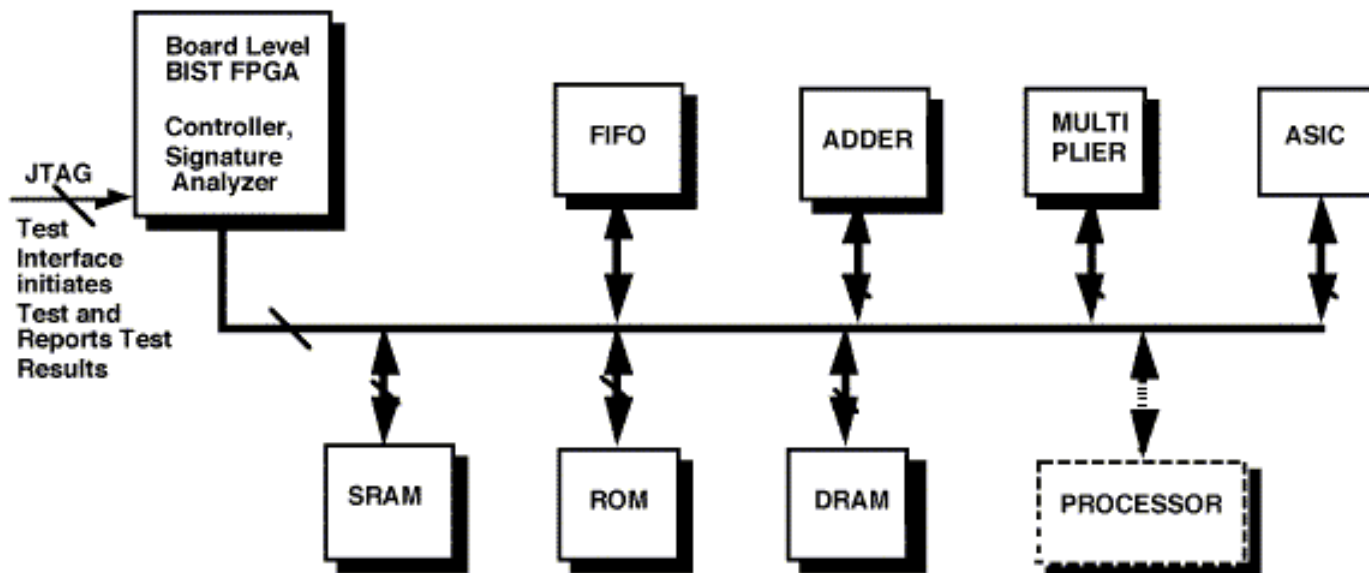 Board Level
BIST FPGA
Controller,
Signature
Analyzer
JTAG
Test
Interface
initiates
Test and
Reports Test
Results
FIFO
ADDER
MULTI
PLIER
ASIC
SRAM
ROM
DRAM
PROCESSOR